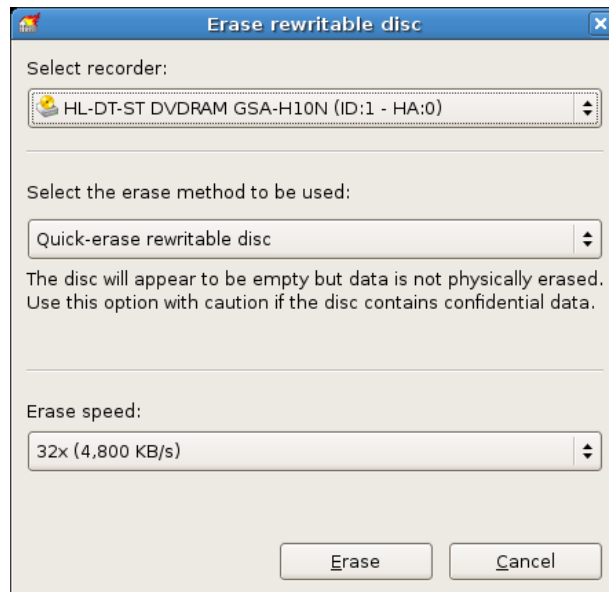 Erase rewritable disc
Select recorder:
HL-DT-ST DVDRAM GSA-H10N (ID:1 - HA:0)
Select the erase method to be used:
Quick-erase rewritable disc
The disc will appear to be empty but data is not physically erased.
Use this option with caution if the disc contains confidential data.
Erase speed:
32x (4,800 KB/s)
Erase
Cancel